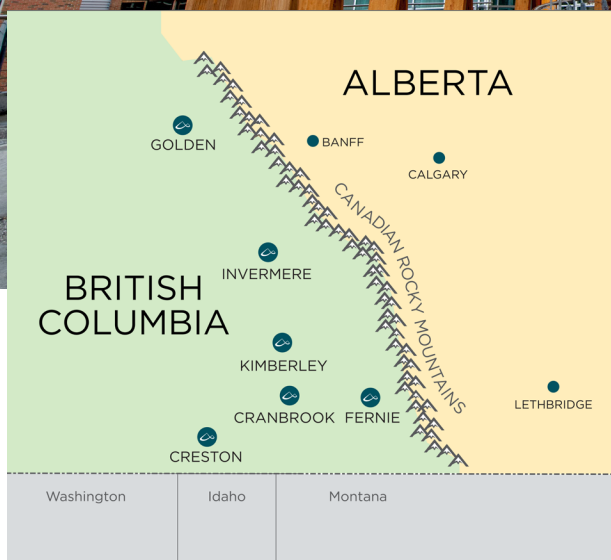 ALBERTA
GOLDEN
BANFF
CALGARY
CANADIAN ROCKY MOUNTAINS
INVERMERE
BRITISH
COLUMBIA
KIMBERLEY
CRANBROOK
FERNIE
LETHBRIDGE
CRESTON
Washington
Idaho
Montana